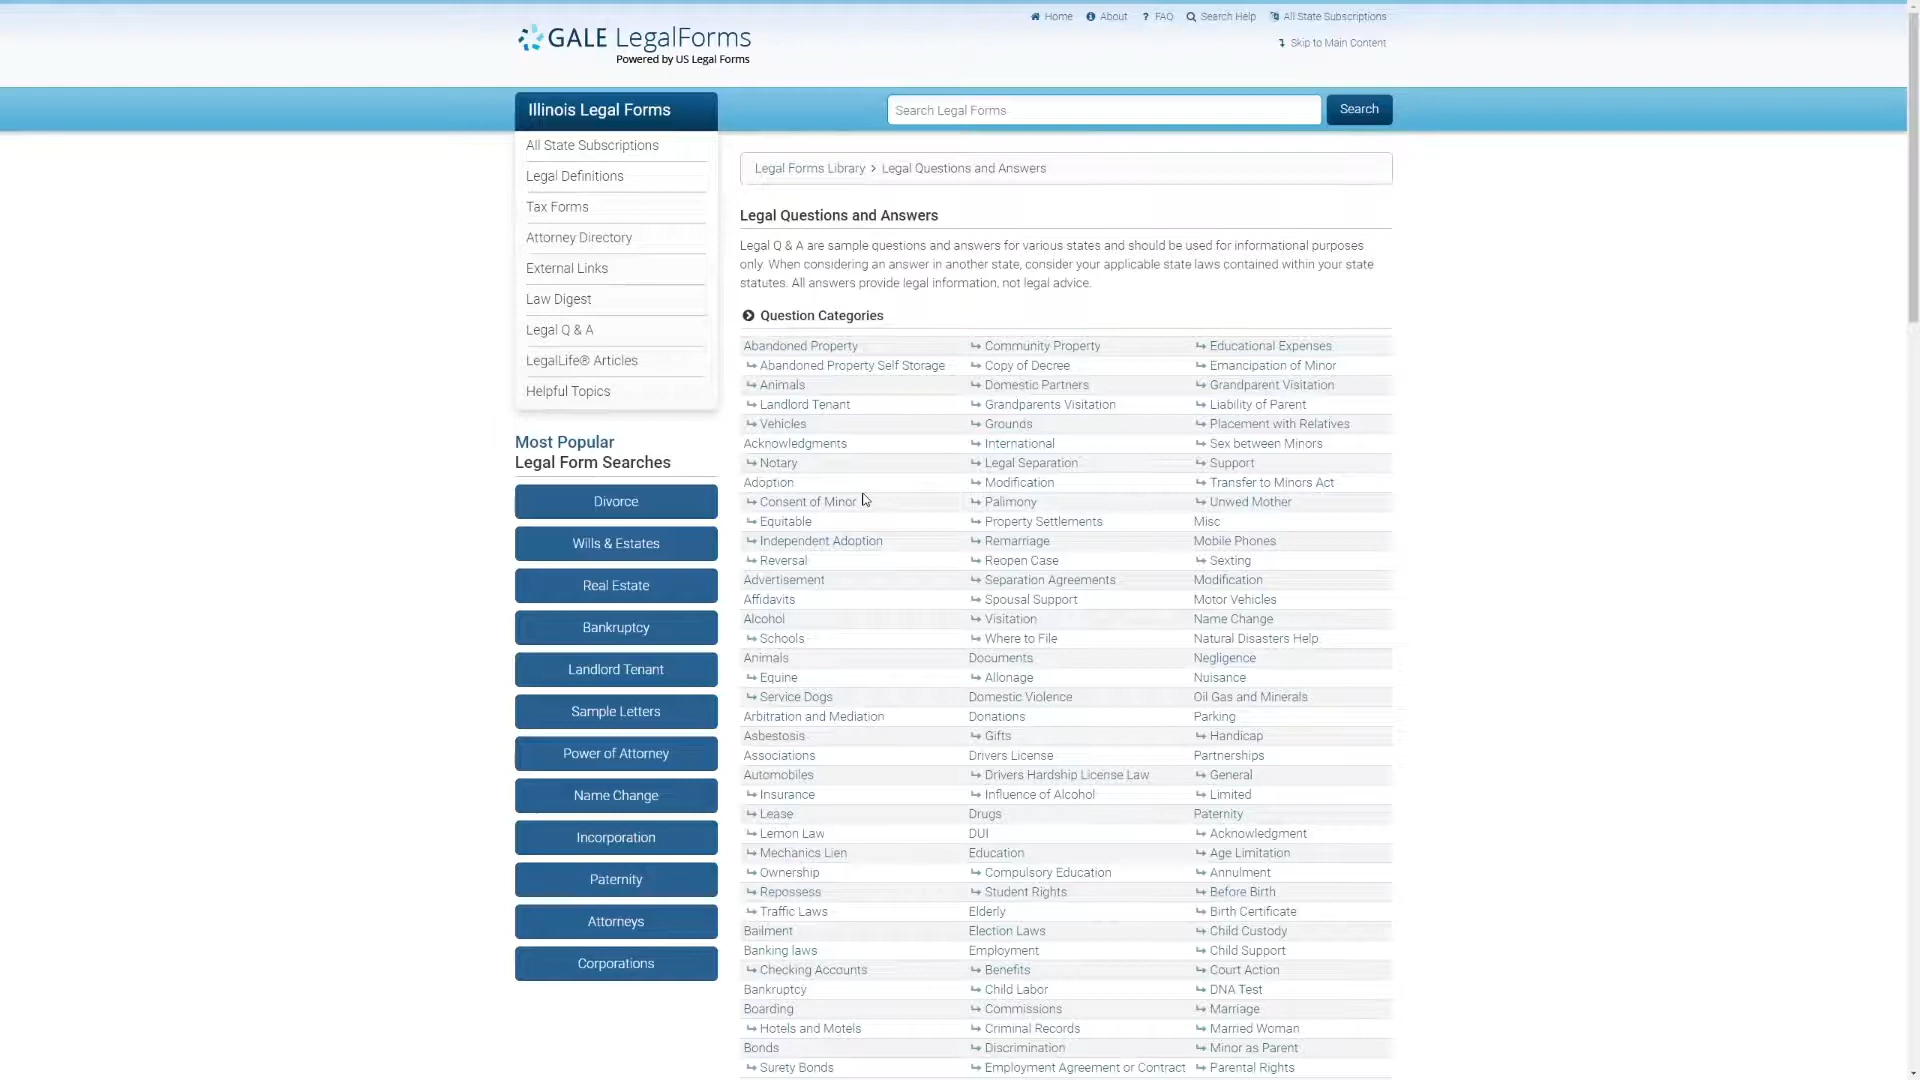 Home
About
FAQ
Search Help
All State Subscriptions
Skip to Main Content
GALE LegalForms
Powered by US Legal Forms
Illinois Legal Forms
Search Legal Forms
Search
All State Subscriptions
Legal Definitions
Tax Forms
Attorney Directory
External Links
Law Digest
Legal Q & A
LegalLife® Articles
Helpful Topics
Most Popular
Legal Form Searches
Divorce
Wills & Estates
Real Estate
Bankruptcy
Landlord Tenant
Sample Letters
Power of Attorney
Name Change
Incorporation
Paternity
Attorneys
Corporations
Legal Forms Library > Legal Questions and Answers
Legal Questions and Answers
Legal Q & A are sample questions and answers for various states and should be used for informational purposes
only. When considering an answer in another state, consider your applicable state laws contained within your state
statutes. All answers provide legal information, not legal advice.
Question Categories
Abandoned Property
Abandoned Property Self Storage
Animals
Landlord Tenant
Vehicles
Acknowledgments
Notary
Adoption
Consent of Minor
Equitable
Independent Adoption
Reversal
Advertisement
Affidavits
Alcohol
Schools
Animals
Equine
Service Dogs
Arbitration and Mediation
Asbestosis
Associations
Automobiles
Insurance
Lease
Lemon Law
Mechanics Lien
Ownership
Repossess
Traffic Laws
Bailment
Banking laws
Checking Accounts
Bankruptcy
Boarding
Hotels and Motels
Bonds
Surety Bonds
Community Property
Copy of Decree
Domestic Partners
Grandparents Visitation
Grounds
International
Legal Separation
Modification
Palimony
Property Settlements
Remarriage
Reopen Case
Separation Agreements
Spousal Support
Visitation
Where to File
Documents
Allonage
Domestic Violence
Donations
Gifts
Drivers License
Drivers Hardship License Law
Influence of Alcohol
Drugs
DUI
Education
Compulsory Education
Student Rights
Elderly
Election Laws
Employment
Benefits
Child Labor
Commissions
Criminal Records
Discrimination
Employment Agreement or Contract
Educational Expenses
Emancipation of Minor
Grandparent Visitation
Liability of Parent
Placement with Relatives
Sex between Minors
Support
Transfer to Minors Act
Unwed Mother
Misc
Mobile Phones
Sexting
Modification
Motor Vehicles
Name Change
Natural Disasters Help
Negligence
Nuisance
Oil Gas and Minerals
Parking
Handicap
Partnerships
General
Limited
Paternity
Acknowledgment
Age Limitation
Annulment
Before Birth
Birth Certificate
Child Custody
Child Support
Court Action
DNA Test
Marriage
Married Woman
Minor as Parent
Parental Rights